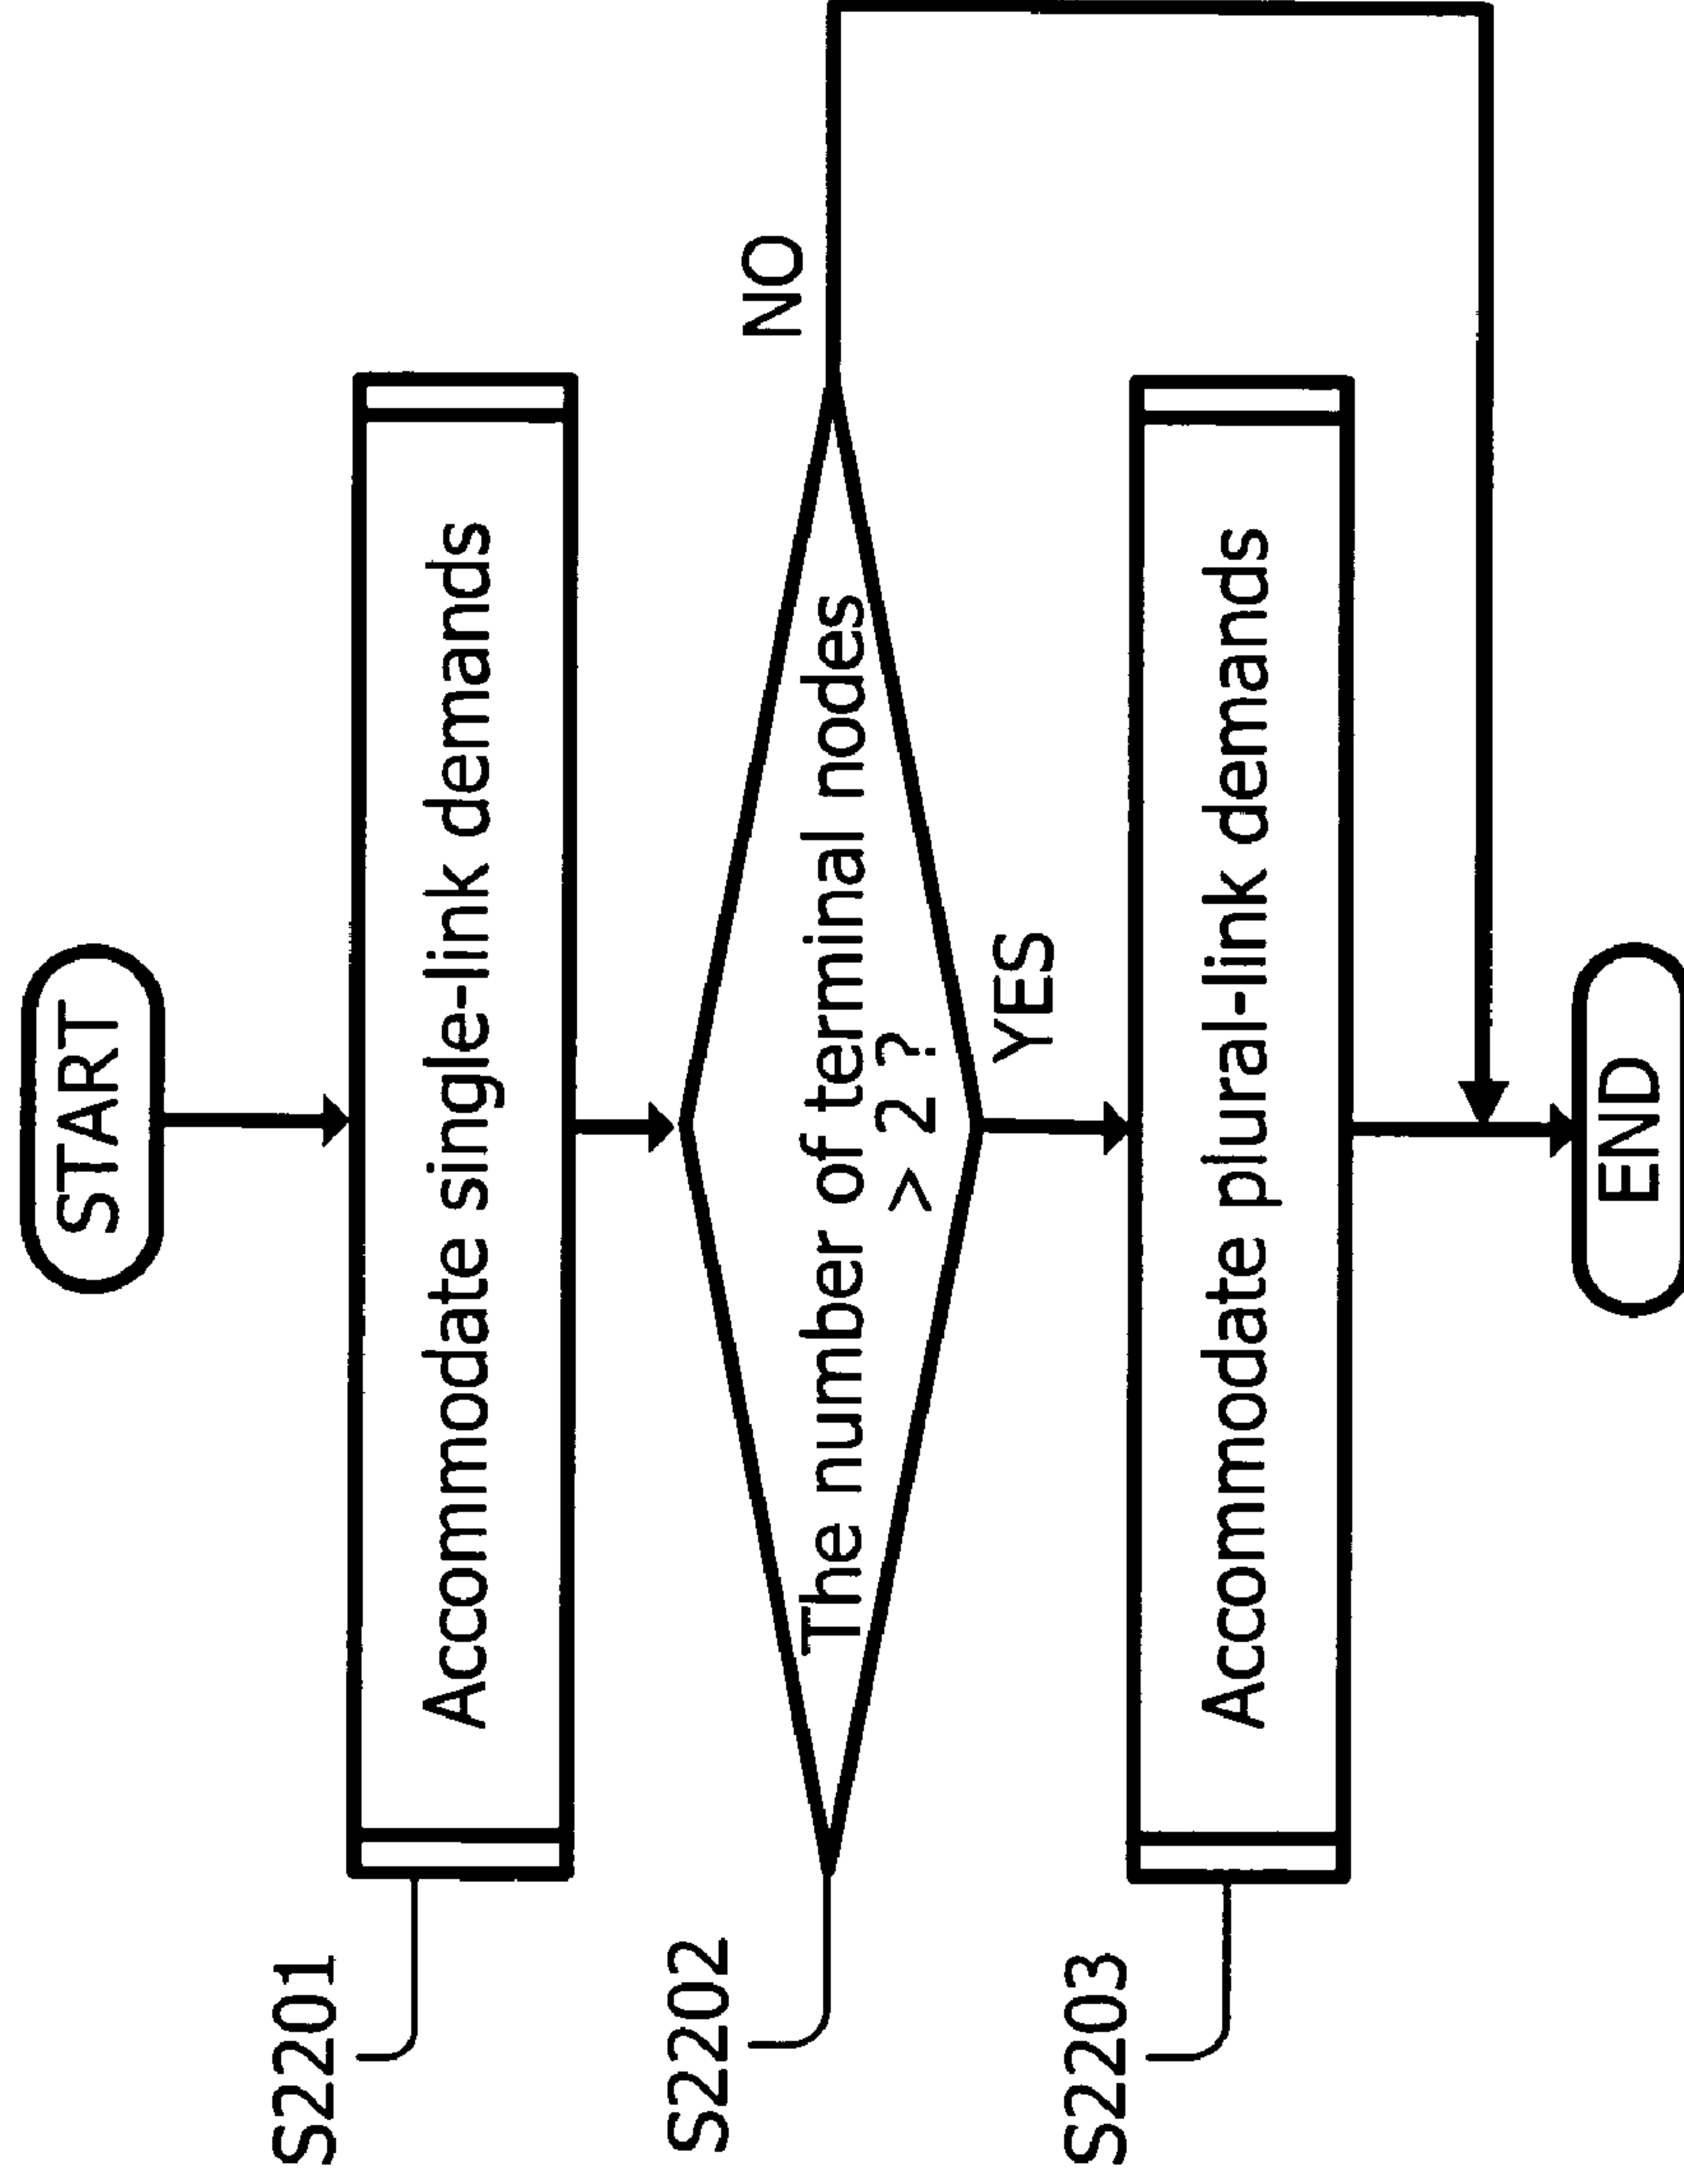 START
S2201
Accommodate single-link demands
S2202
The number of terminal nodes
> 2 ?
NO
YES
S2203
Accommodate plural-link demands
END